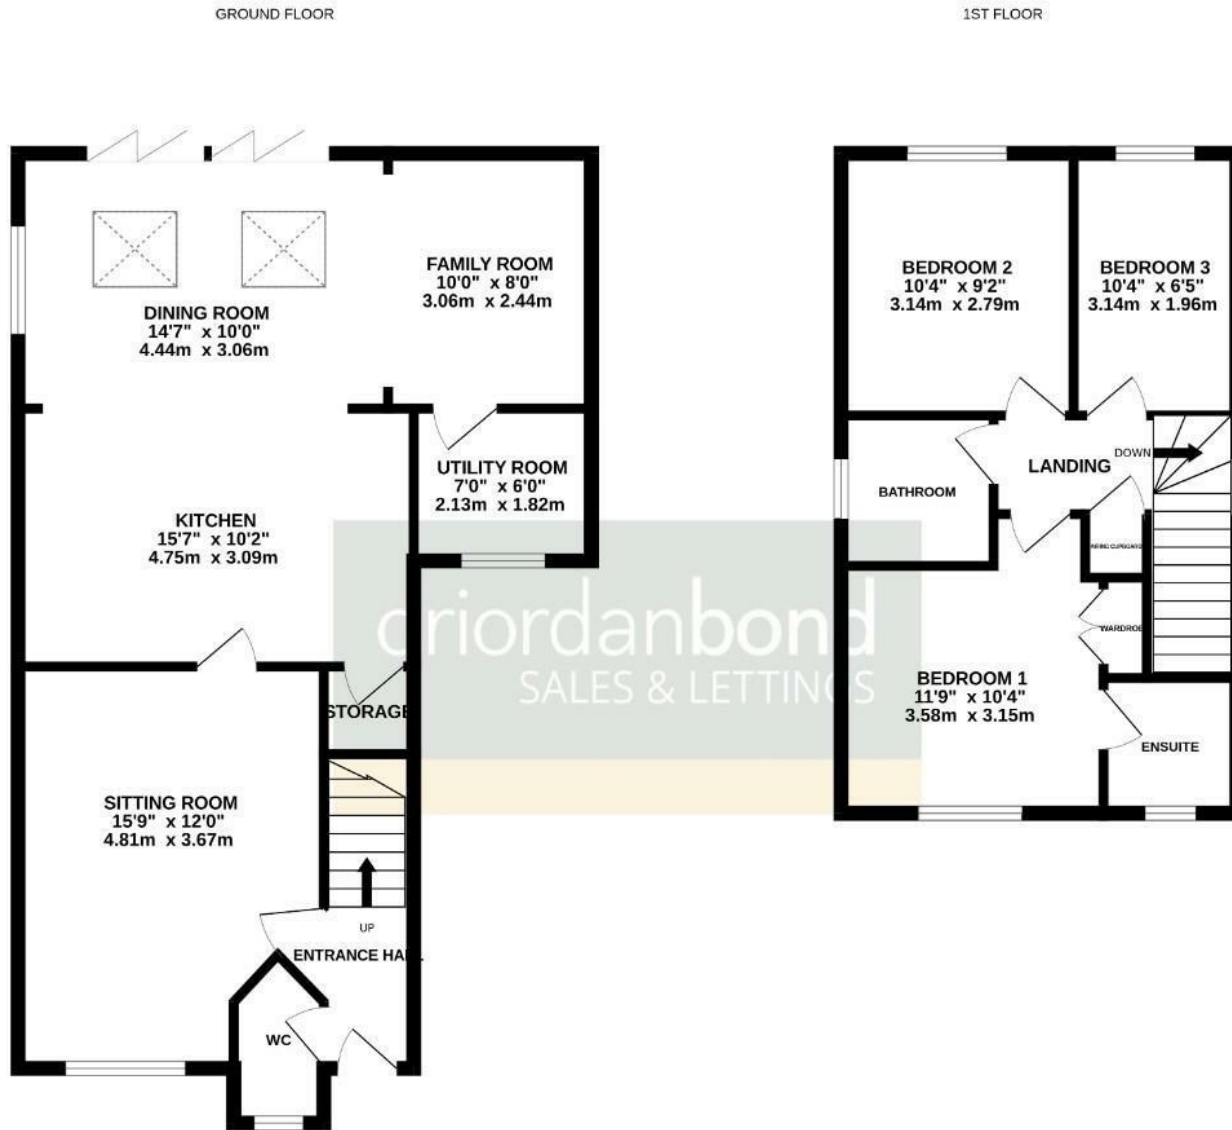 GROUND FLOOR
1ST FLOOR
FAMILY ROOM
10'0" x 8'0"
3.06m x 2.44m
DINING ROOM
14'7" x 10'0"
4.44m x 3.06m
UTILITY ROOM
7'0" x 6'0"
2.13m x 1.82m
KITCHEN
15'7" x 10'2"
4.75m x 3.09m
STORAGE
SITTING ROOM
15'9" x 12'0"
4.81m x 3.67m
UP
ENTRANCE HALL
WC
BEDROOM 2
10'4" x 9'2"
3.14m x 2.79m
BEDROOM 3
10'4" x 6'5"
3.14m x 1.96m
DOWN
LANDING
BATHROOM
AIRING CUPBOARD
WARDROBE
BEDROOM 1
11'9" x 10'4"
3.58m x 3.15m
ENSUITE
oriordanbond
SALES & LETTINGS